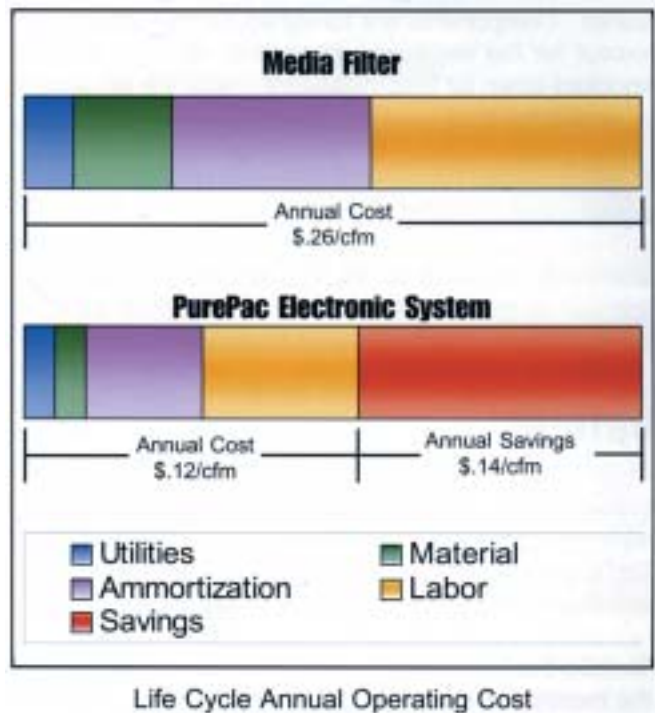 Media Filter
Annual Cost
$.26/cfm
PurePac Electronic System
Annual Cost
$.12/cfm
Annual Savings
$.14/cfm
Utilities
Material
Ammortization
Labor
Savings
Life Cycle Annual Operating Cost